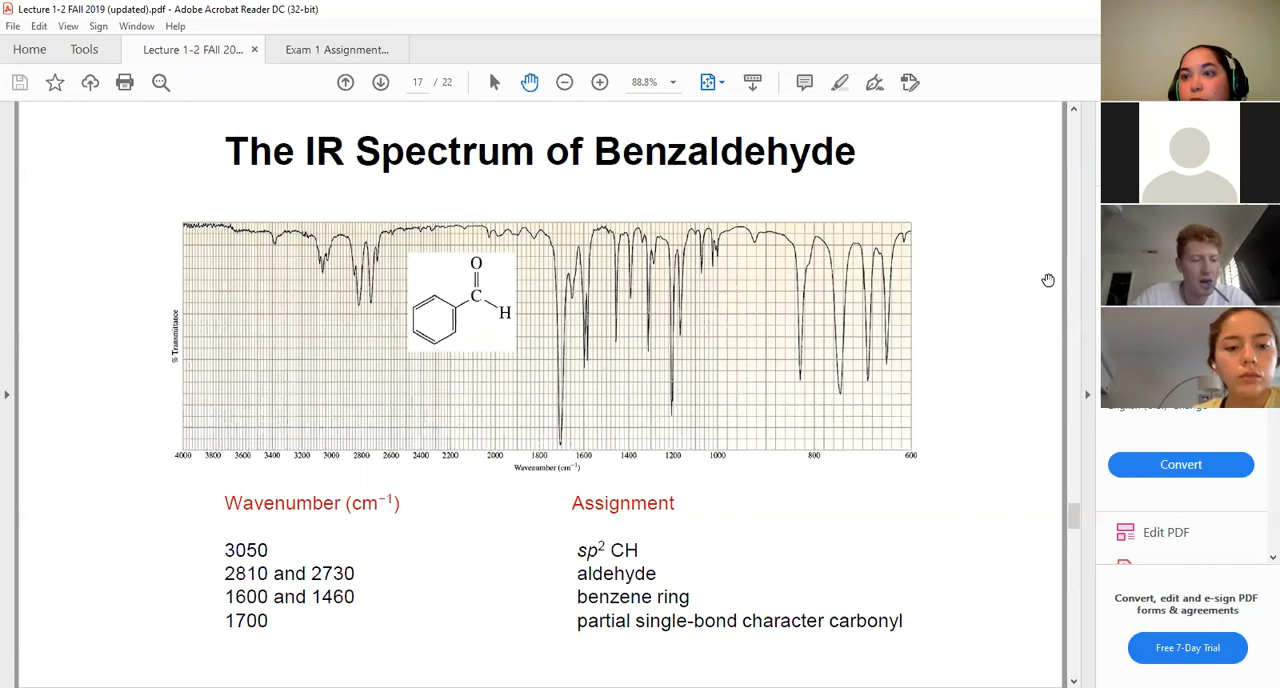 Lecture 1-2 FAll 2019 (updated).pdf - Adobe Acrobat Reader DC (32-bit)
File Edit View Sign Window Help
Home Tools Lecture 1-2 FAll 20... × Exam 1 Assignment...
17 / 22 88.8%
The IR Spectrum of Benzaldehyde
O
C
H
% Transmittance
4000 3800 3600 3400 3200 3000 2800 2600 2400 2200 2000 1800 1600 1400 1200 1000 800 600
Wavenumber (cm⁻¹)
Wavenumber (cm⁻¹) Assignment
3050 sp² CH
2810 and 2730 aldehyde
1600 and 1460 benzene ring
1700 partial single-bond character carbonyl
Convert
Edit PDF
Convert, edit and e-sign PDF
forms & agreements
Free 7-Day Trial